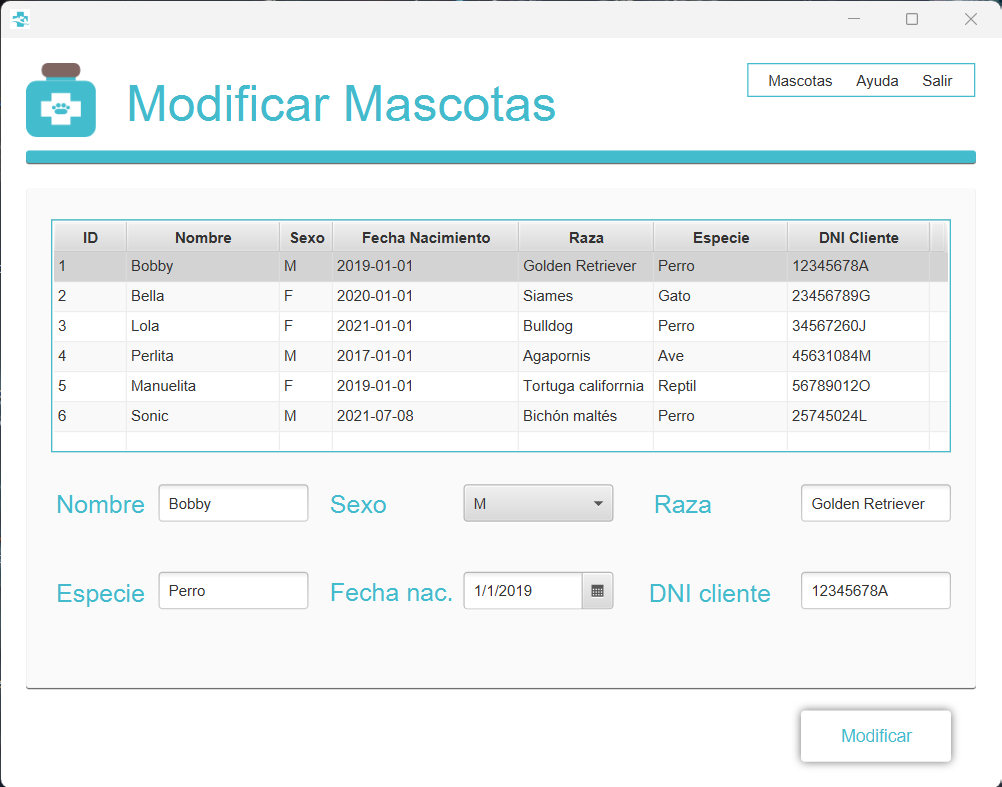 Mascotas Ayuda Salir
Modificar Mascotas
ID Nombre Sexo Fecha Nacimiento Raza Especie DNI Cliente
1 Bobby M 2019-01-01 Golden Retriever Perro 12345678A
2 Bella F 2020-01-01 Siames Gato 23456789G
3 Lola F 2021-01-01 Bulldog Perro 34567260J
4 Perlita M 2017-01-01 Agapornis Ave 45631084M
5 Manuelita F 2019-01-01 Tortuga califorrnia Reptil 56789012O
6 Sonic M 2021-07-08 Bichón maltés Perro 25745024L
Nombre Bobby Sexo M Raza Golden Retriever
Especie Perro Fecha nac. 1/1/2019 DNI cliente 12345678A
Modificar